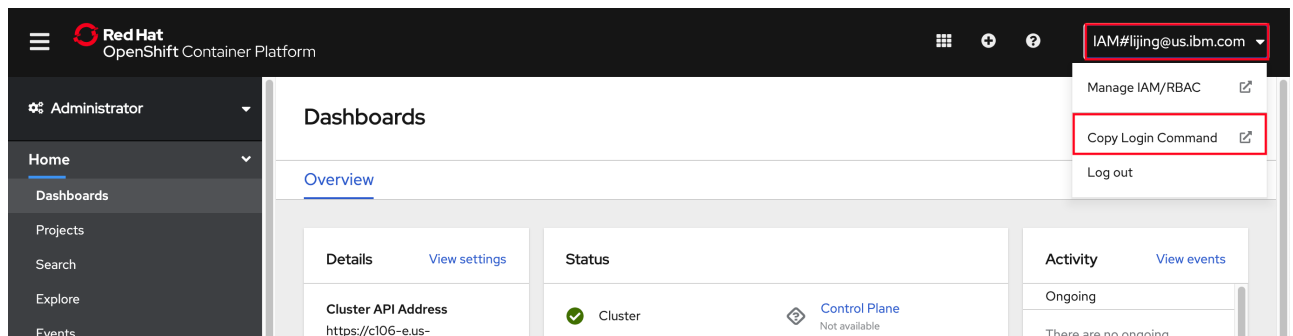 Red Hat
OpenShift Container Platform
IAM#lijing@us.ibm.com
Manage IAM/RBAC
Copy Login Command
Log out
Administrator
Home
Dashboards
Projects
Search
Explore
Events
Dashboards
Overview
Details
View settings
Cluster API Address
https://c106-e.us-
Status
Cluster
Control Plane
Not available
Activity
View events
Ongoing
There are no ongoing